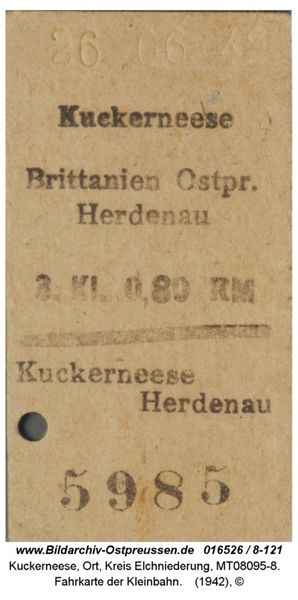 26 06 42
Kuckerneese
Brittanien Ostpr.
Herdenau
3. Kl. 0,80 RM
Kuckerneese
Herdenau
5985
www.Bildarchiv-Ostpreussen.de 016526 / 8-121
Kuckerneese, Ort, Kreis Elchniederung, MT08095-8.
Fahrkarte der Kleinbahn. (1942), ©